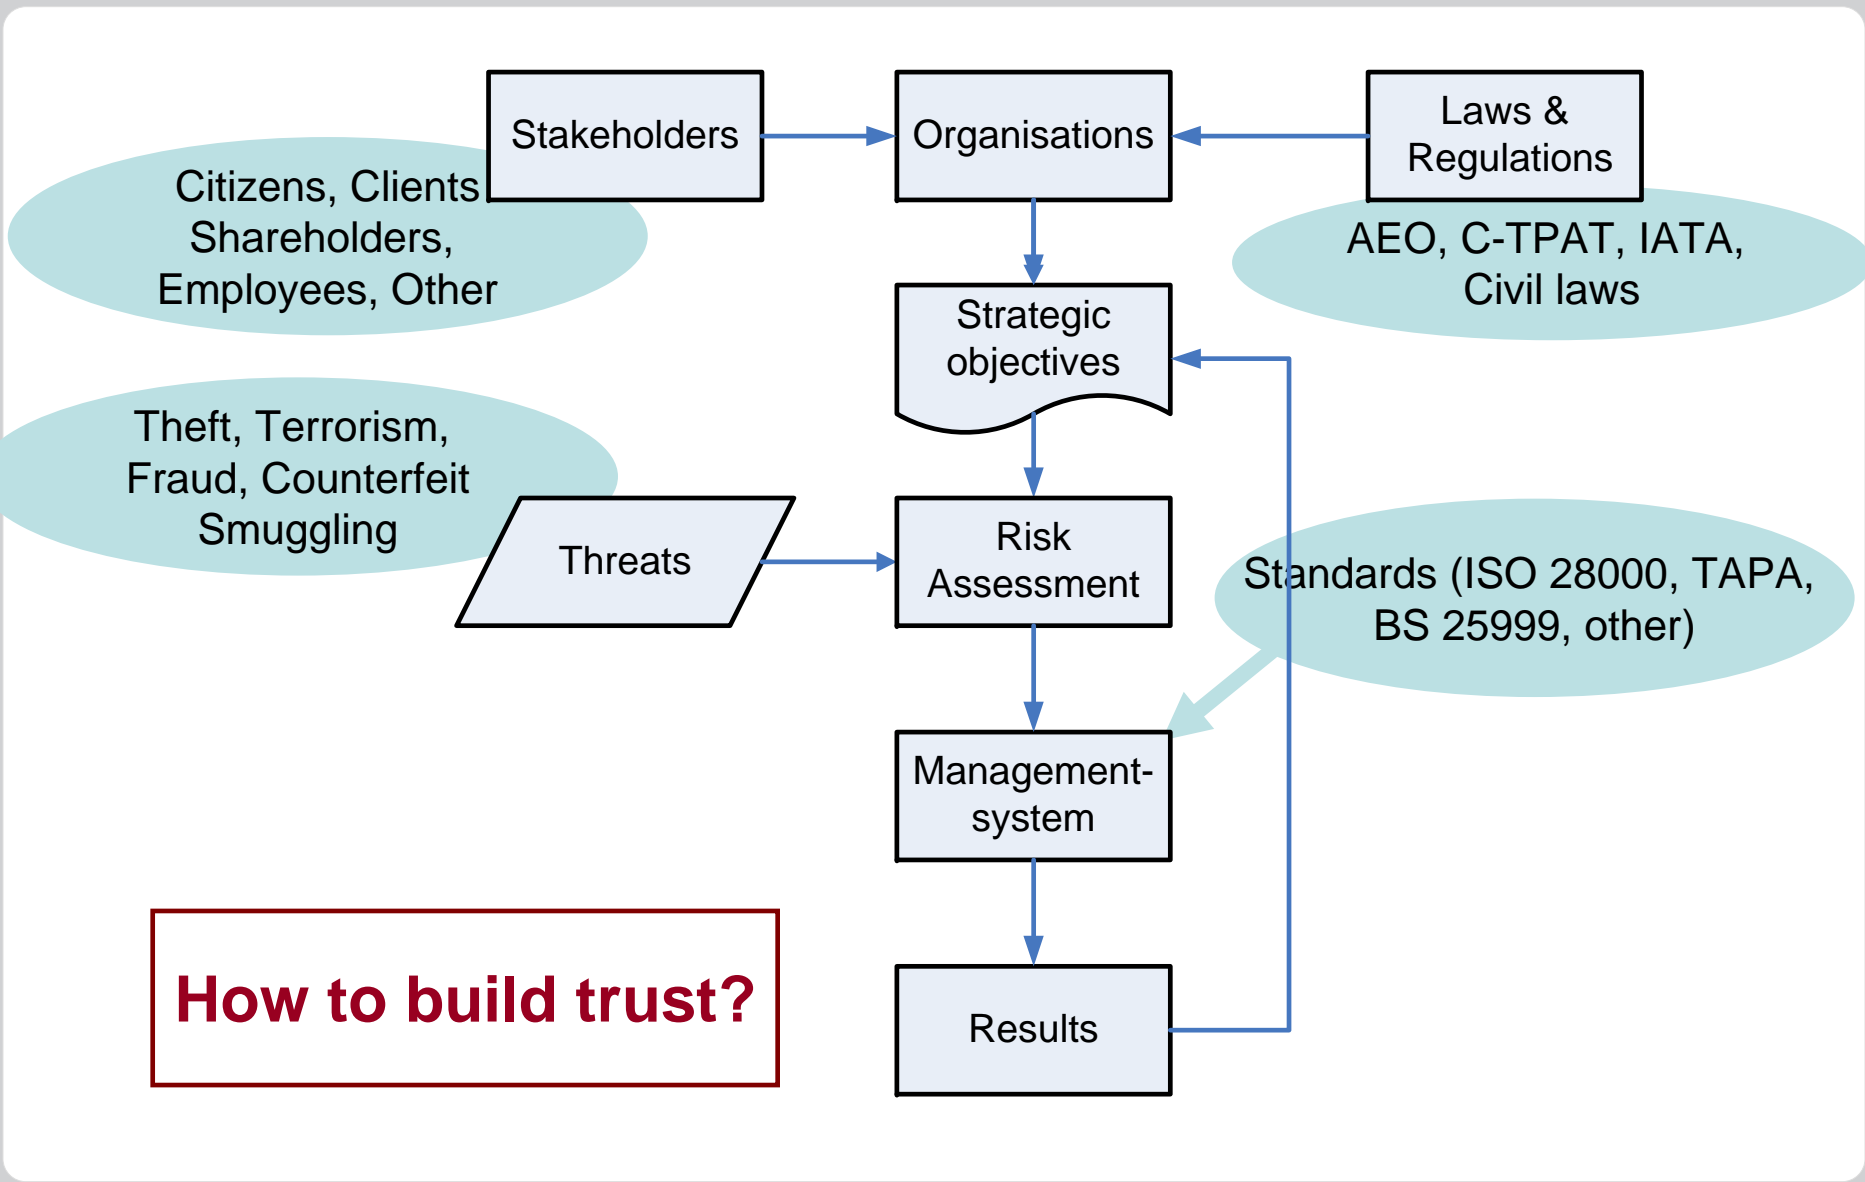 Stakeholders
Organisations
Laws &
Regulations
Citizens, Clients
Shareholders,
Employees, Other
AEO, C-TPAT, IATA,
Civil laws
Strategic
objectives
Theft, Terrorism,
Fraud, Counterfeit
Smuggling
Threats
Risk
Assessment
Standards (ISO 28000, TAPA,
BS 25999, other)
Management-
system
How to build trust?
Results